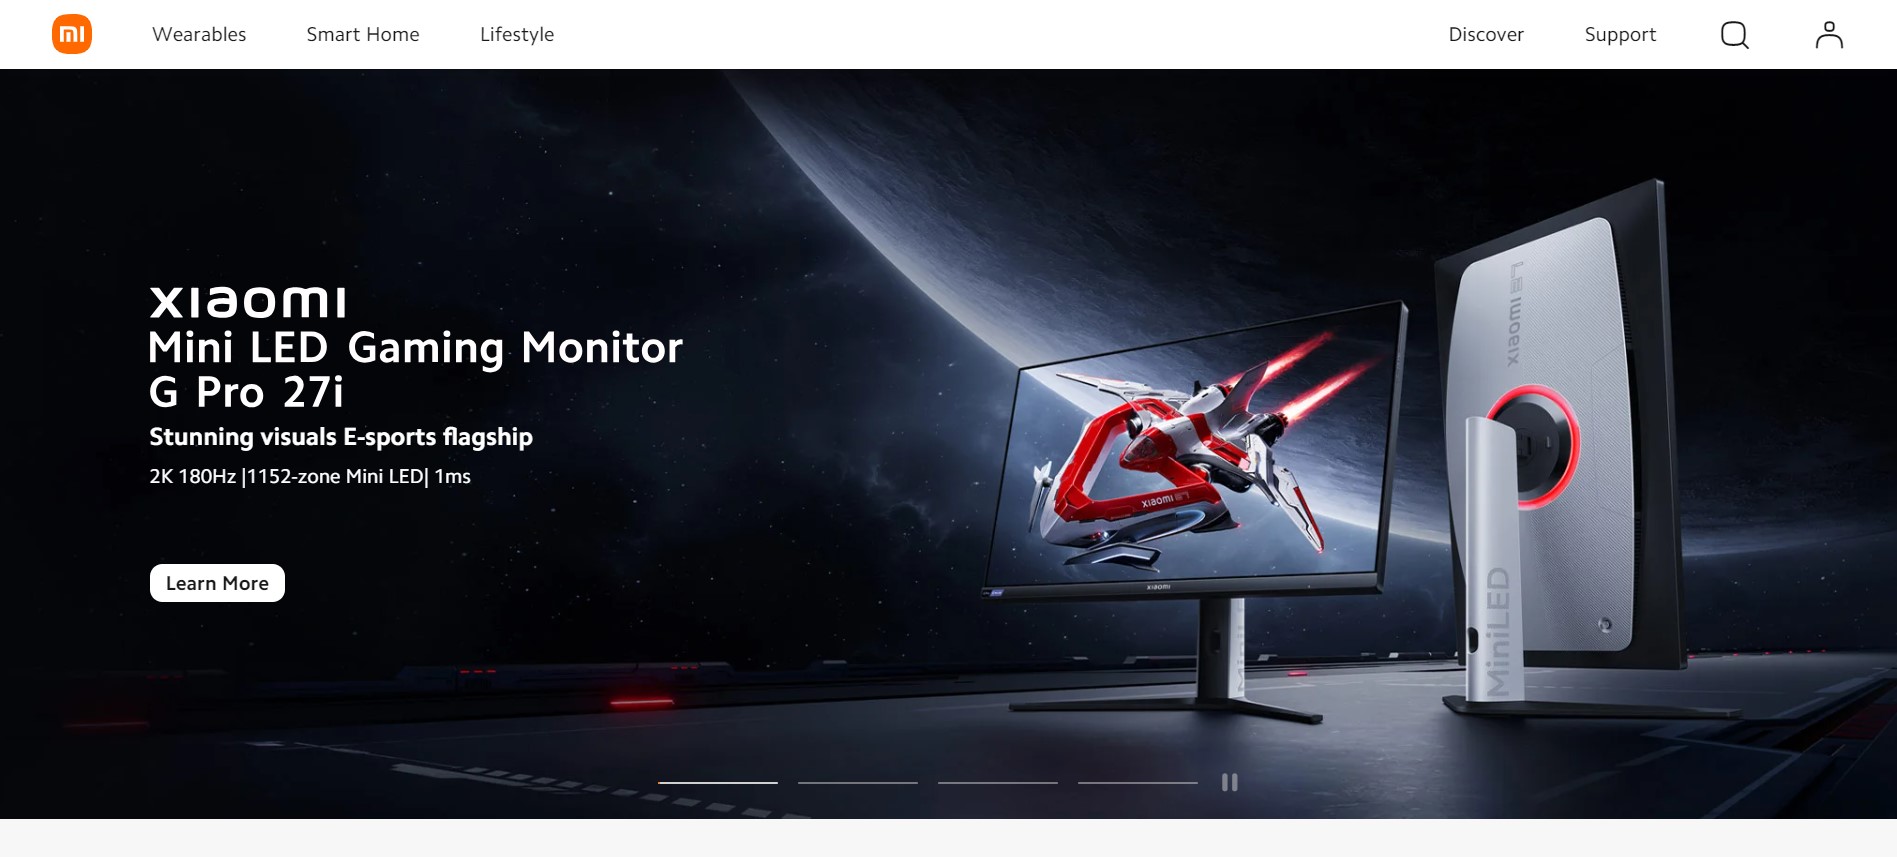 mi
Wearables
Smart Home
Lifestyle
Discover
Support
xiaomi
Mini LED Gaming Monitor
G Pro 27i
Stunning visuals E-sports flagship
2K 180Hz |1152-zone Mini LED| 1ms
Learn More
xiaomi
xiaomi
xiaomi
MiniLED